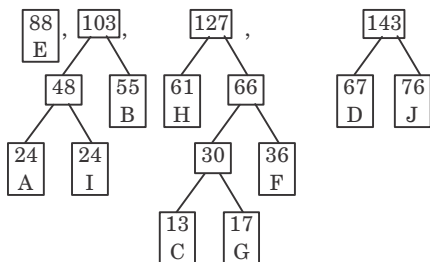 88 , 103 , 127 , 143
E
48 55 61 66 67 76
B H D J
24 24 30 36
A I F
13 17
C G